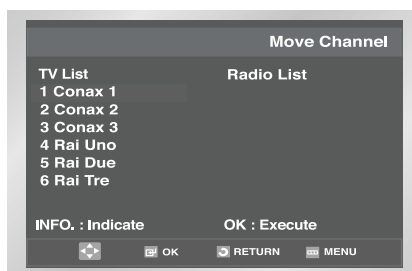 Move Channel
TV List Radio List
1 Conax 1
2 Conax 2
3 Conax 3
4 Rai Uno
5 Rai Due
6 Rai Tre
INFO. : Indicate OK : Execute
OK RETURN MENU